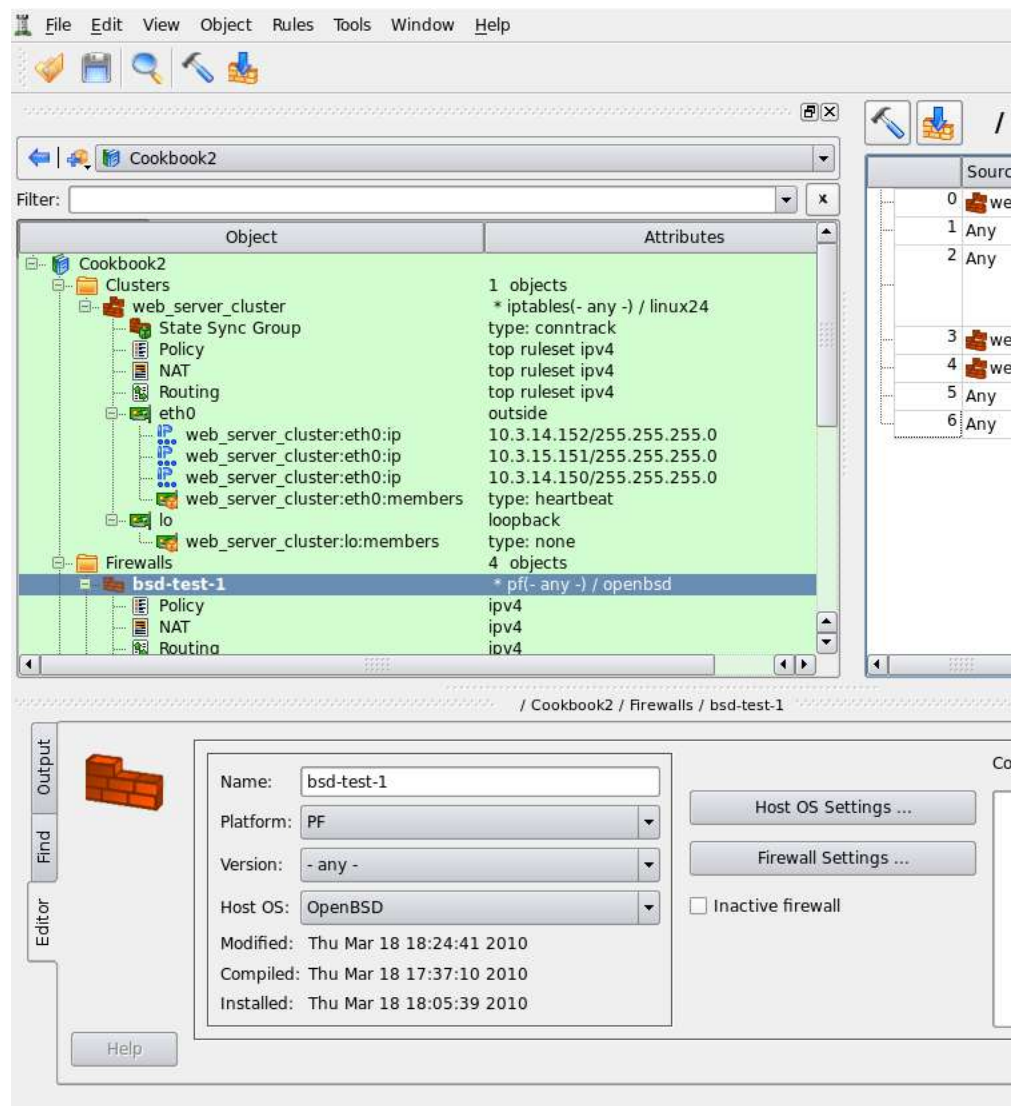 File Edit View Object Rules Tools Window Help
/
Cookbook2
Filter:
x
Object Attributes
Cookbook2
Clusters 1 objects
web_server_cluster * iptables(- any -) / linux24
State Sync Group type: conntrack
Policy top ruleset ipv4
NAT top ruleset ipv4
Routing top ruleset ipv4
eth0 outside
IP web_server_cluster:eth0:ip 10.3.14.152/255.255.255.0
IP web_server_cluster:eth0:ip 10.3.15.151/255.255.255.0
IP web_server_cluster:eth0:ip 10.3.14.150/255.255.255.0
web_server_cluster:eth0:members type: heartbeat
lo loopback
web_server_cluster:lo:members type: none
Firewalls 4 objects
bsd-test-1 * pf(- any -) / openbsd
Policy ipv4
NAT ipv4
Routing ipv4
Sourc
0 we
1 Any
2 Any
3 we
4 we
5 Any
6 Any
/ Cookbook2 / Firewalls / bsd-test-1
Output
Find
Editor
Name: bsd-test-1
Platform: PF
Version: - any -
Host OS: OpenBSD
Modified: Thu Mar 18 18:24:41 2010
Compiled: Thu Mar 18 17:37:10 2010
Installed: Thu Mar 18 18:05:39 2010
Host OS Settings ...
Firewall Settings ...
Inactive firewall
Co
Help